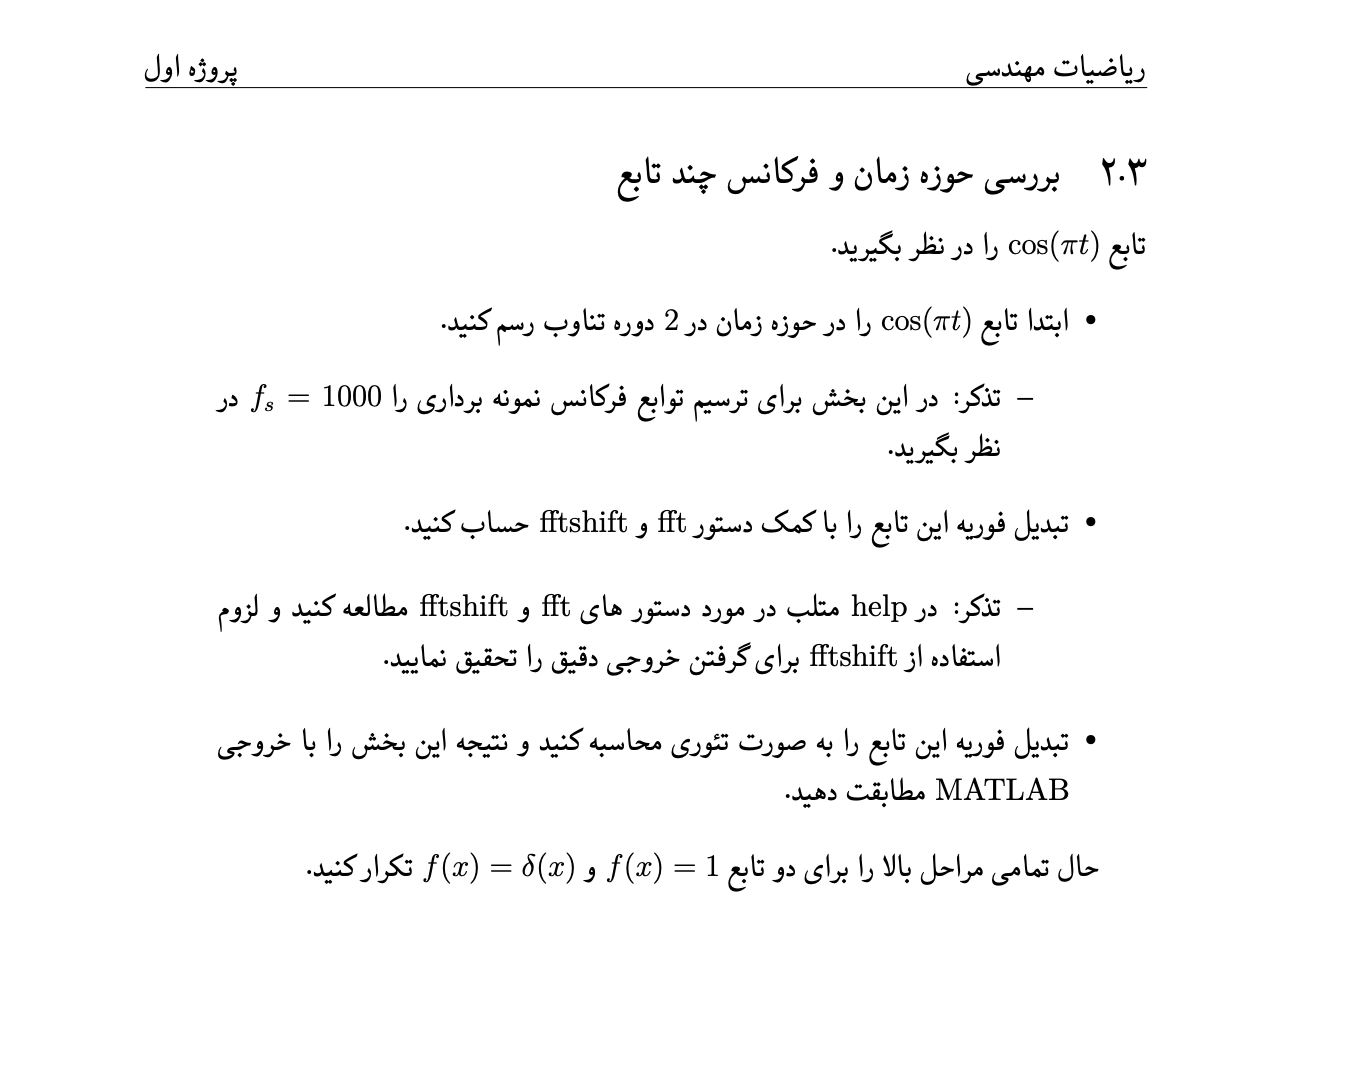 ریاضیات مهندسی پروژه اول
۲.۳ بررسی حوزه زمان و فرکانس چند تابع
تابع cos(πt) را در نظر بگیرید.
• ابتدا تابع cos(πt) را در حوزه زمان در 2 دوره تناوب رسم کنید.
– تذکر: در این بخش برای ترسیم توابع فرکانس نمونه برداری را fₛ = 1000 در
نظر بگیرید.
• تبدیل فوریه این تابع را با کمک دستور fft و fftshift حساب کنید.
– تذکر: در help متلب در مورد دستور های fft و fftshift مطالعه کنید و لزوم
استفاده از fftshift برای گرفتن خروجی دقیق را تحقیق نمایید.
• تبدیل فوریه این تابع را به صورت تئوری محاسبه کنید و نتیجه این بخش را با خروجی
MATLAB مطابقت دهید.
حال تمامی مراحل بالا را برای دو تابع f(x) = 1 و f(x) = δ(x) تکرار کنید.